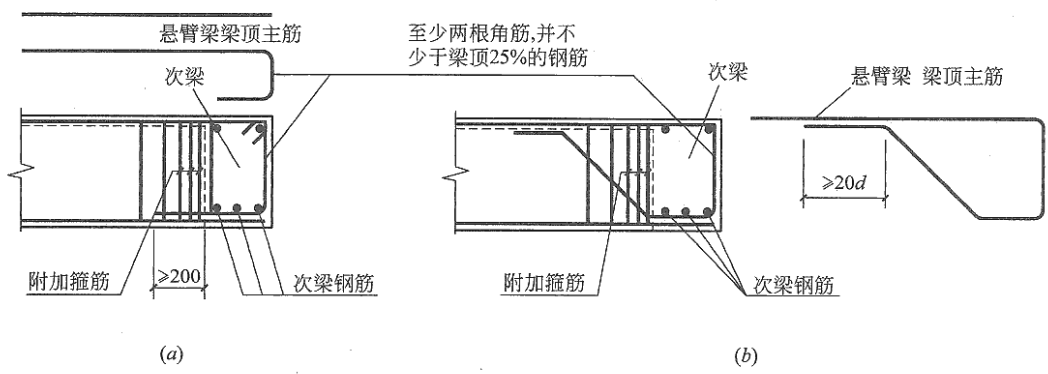 悬臂梁梁顶主筋
至少两根角筋,并不
少于梁顶25%的钢筋
次梁
次梁
悬臂梁 梁顶主筋
≥20d
附加箍筋
≥200
次梁钢筋
附加箍筋
次梁钢筋
(a)
(b)